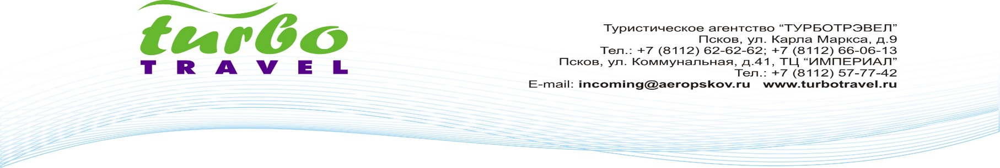 turbo
TRAVEL
Туристическое агентство “ТУРБОТРЭВЕЛ”
Псков, ул. Карла Маркса, д.9
Тел.: +7 (8112) 62-62-62; +7 (8112) 66-06-13
Псков, ул. Коммунальная, д.41, ТЦ “ИМПЕРИАЛ”
Тел.: +7 (8112) 57-77-42
E-mail: incoming@aeropskov.ru www.turbotravel.ru